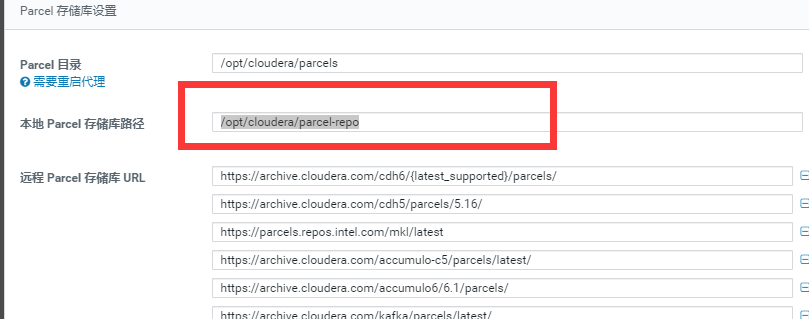 Parcel 存储库设置
Parcel 目录
/opt/cloudera/parcels
需要重启代理
本地 Parcel 存储库路径
/opt/cloudera/parcel-repo
远程 Parcel 存储库 URL
https://archive.cloudera.com/cdh6/{latest_supported}/parcels/
https://archive.cloudera.com/cdh5/parcels/5.16/
https://parcels.repos.intel.com/mkl/latest
https://archive.cloudera.com/accumulo-c5/parcels/latest/
https://archive.cloudera.com/accumulo6/6.1/parcels/
https://archive.cloudera.com/kafka/parcels/latest/